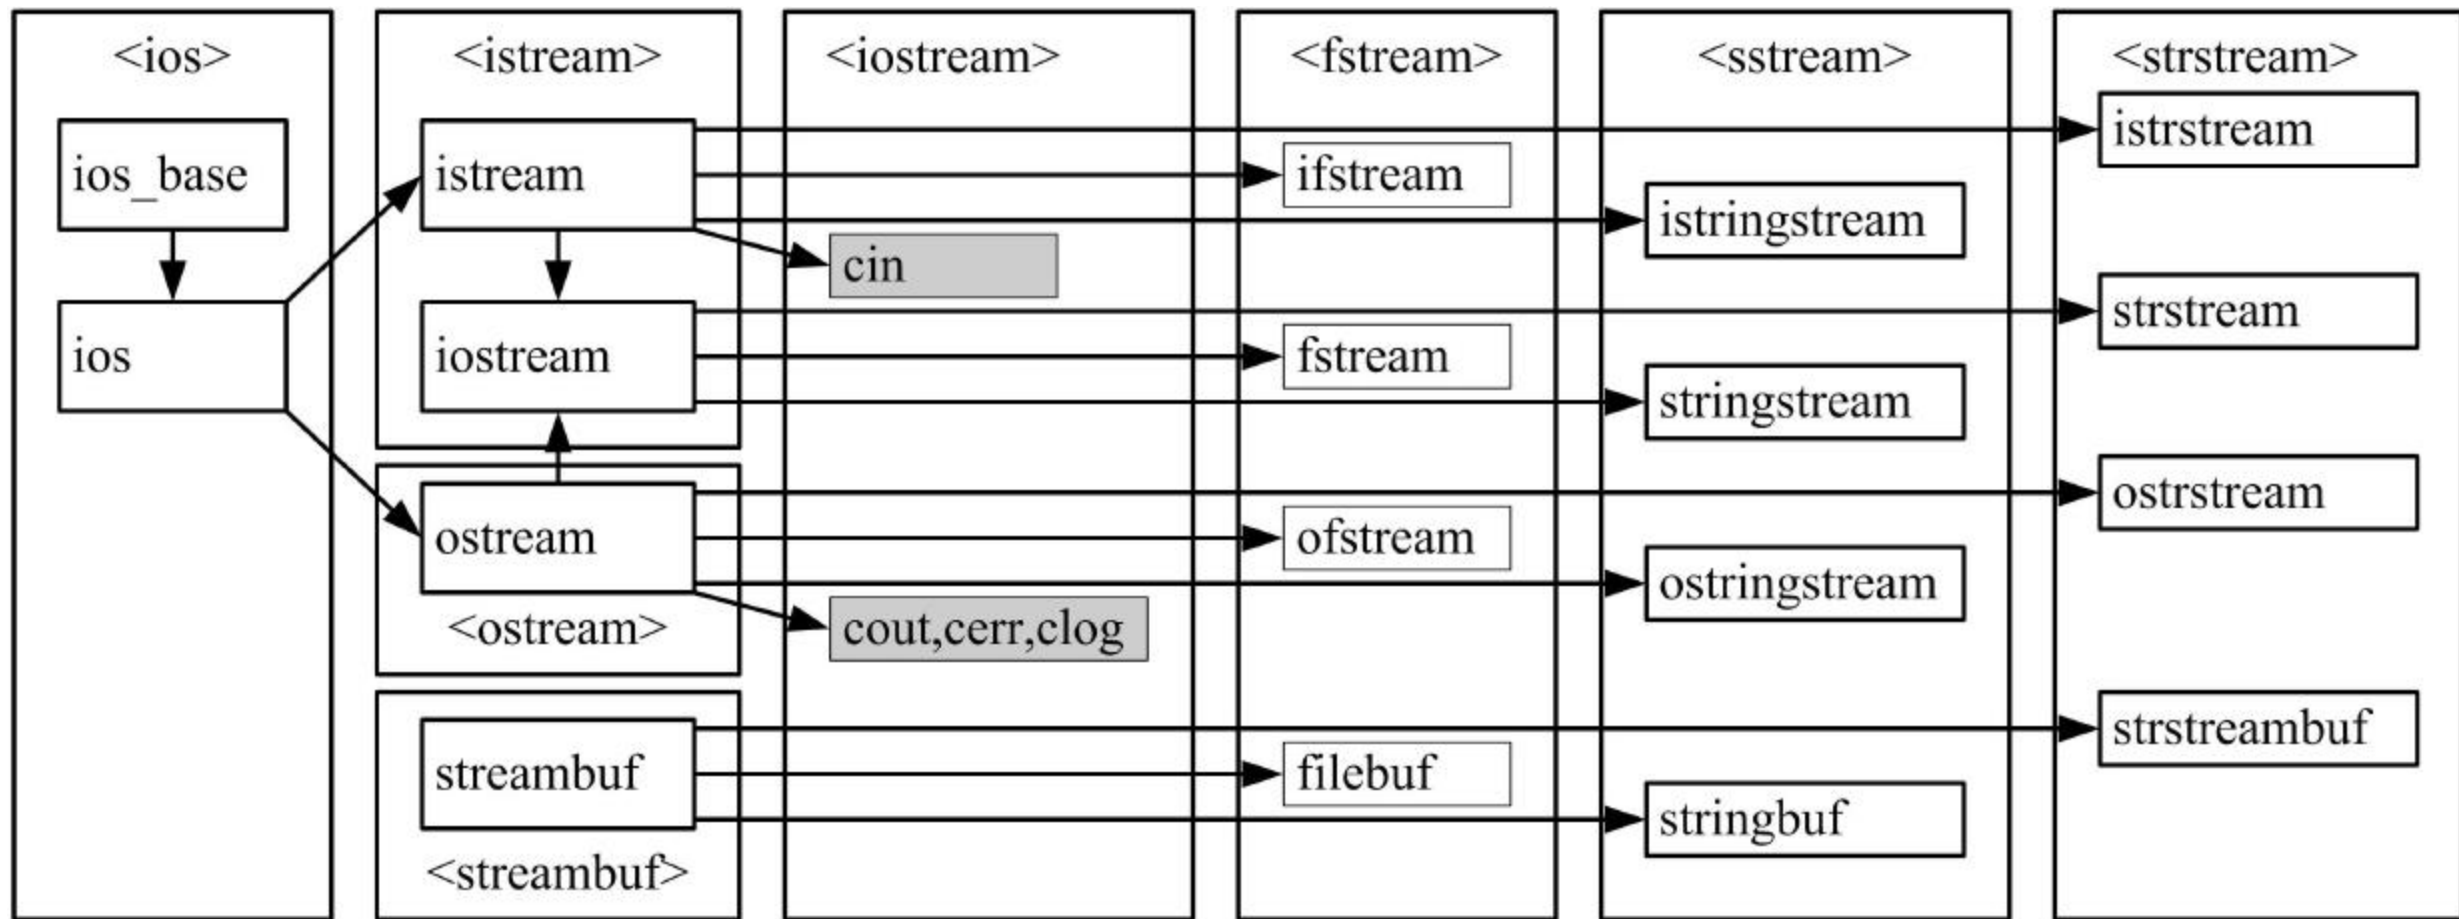 <ios>
ios_base
ios
<istream>
istream
iostream
ostream
<ostream>
streambuf
<streambuf>
<iostream>
cin
cout,cerr,clog
<fstream>
ifstream
fstream
ofstream
filebuf
<sstream>
istringstream
stringstream
ostringstream
stringbuf
<strstream>
istrstream
strstream
ostrstream
strstreambuf